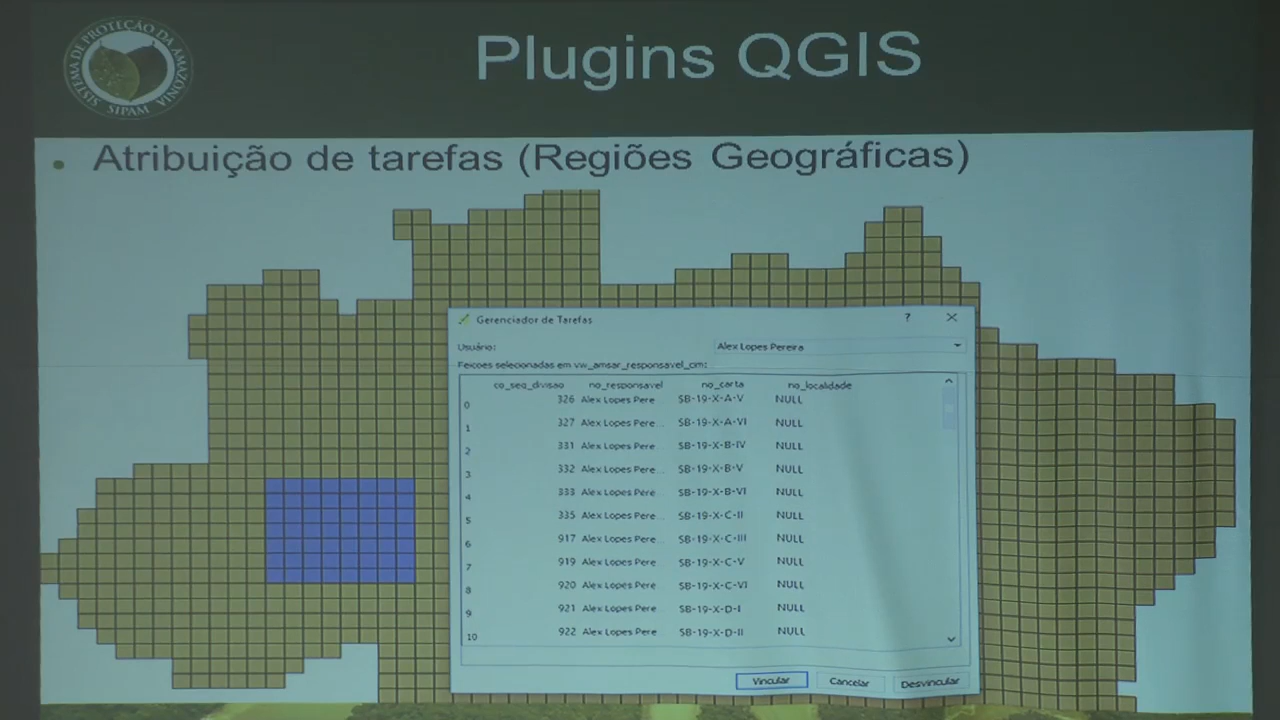 SISTEMA DE PROTEÇÃO DA AMAZÔNIA
SIPAM
Plugins QGIS
• Atribuição de tarefas (Regiões Geográficas)
Gerenciador de Tarefas ? ×
Usuário: Alex Lopes Pereira
Feicoes selecionadas em vw_amsar_responsavel_om:
co_seq_divisao no_responsavel no_carta no_localidade
0 326 Alex Lopes Pere... SB-19-X-A-V NULL
1 327 Alex Lopes Pere... SB-19-X-A-VI NULL
2 331 Alex Lopes Pere... SB-19-X-B-IV NULL
3 332 Alex Lopes Pere... SB-19-X-B-V NULL
4 333 Alex Lopes Pere... SB-19-X-B-VI NULL
5 335 Alex Lopes Pere... SB-19-X-C-II NULL
6 917 Alex Lopes Pere... SB-19-X-C-III NULL
7 919 Alex Lopes Pere... SB-19-X-C-V NULL
8 920 Alex Lopes Pere... SB-19-X-C-VI NULL
9 921 Alex Lopes Pere... SB-19-X-D-I NULL
10 922 Alex Lopes Pere... SB-19-X-D-II NULL
Vincular Cancelar Desvincular